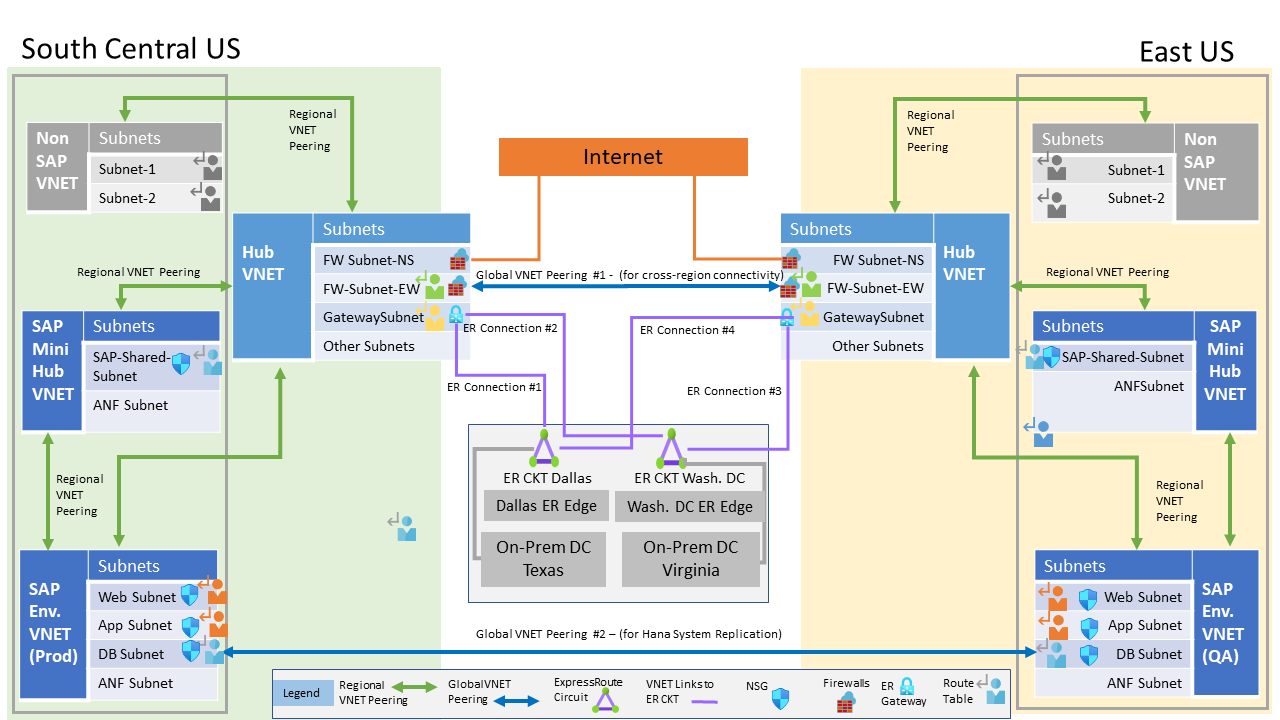 South Central US
East US
Non
SAP
VNET
Subnets
Subnet-1
Subnet-2
Regional
VNET
Peering
Internet
Regional
VNET
Peering
Subnets
Subnet-1
Subnet-2
Non
SAP
VNET
Hub
VNET
Subnets
FW Subnet-NS
FW-Subnet-EW
GatewaySubnet
Other Subnets
Global VNET Peering #1 - (for cross-region connectivity)
Subnets
FW Subnet-NS
FW-Subnet-EW
GatewaySubnet
Other Subnets
Hub
VNET
Regional VNET Peering
Regional VNET Peering
ER Connection #2
ER Connection #4
ER Connection #1
ER Connection #3
SAP
Mini
Hub
VNET
Subnets
SAP-Shared-
Subnet
ANF Subnet
Subnets
SAP-Shared-Subnet
ANFSubnet
SAP
Mini
Hub
VNET
Regional
VNET
Peering
ER CKT Dallas
ER CKT Wash. DC
Dallas ER Edge
Wash. DC ER Edge
On-Prem DC
Texas
On-Prem DC
Virginia
Regional
VNET
Peering
SAP
Env.
VNET
(Prod)
Subnets
Web Subnet
App Subnet
DB Subnet
ANF Subnet
Global VNET Peering #2 – (for Hana System Replication)
Subnets
Web Subnet
App Subnet
DB Subnet
ANF Subnet
SAP
Env.
VNET
(QA)
Legend
Regional
VNET Peering
GlobalVNET
Peering
ExpressRoute
Circuit
VNET Links to
ER CKT
NSG
Firewalls
ER
Gateway
Route
Table